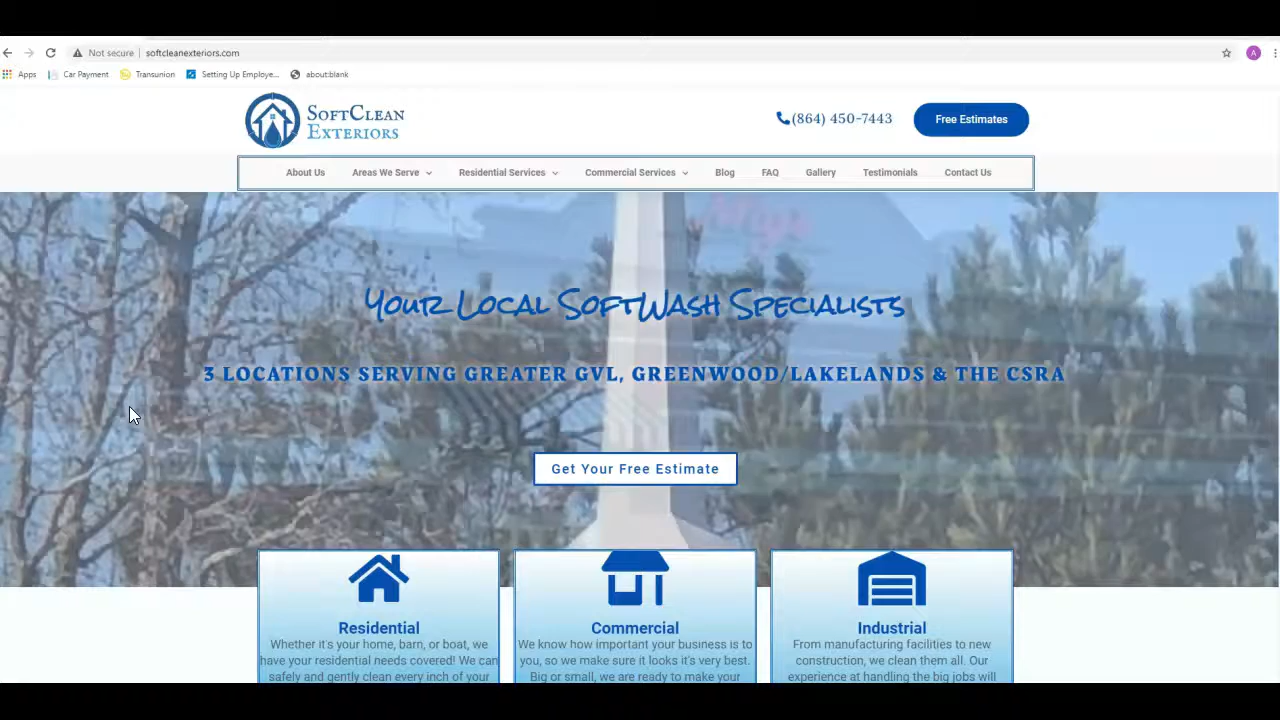 Not secure | softcleanexteriors.com
A
Apps Car Payment Transunion Setting Up Employe... about:blank
SoftClean
Exteriors
(864) 450-7443
Free Estimates
About Us Areas We Serve Residential Services Commercial Services Blog FAQ Gallery Testimonials Contact Us
Your Local SoftWash Specialists
3 LOCATIONS SERVING GREATER GVL, GREENWOOD/LAKELANDS & THE CSRA
Get Your Free Estimate
Residential
Whether it's your home, barn, or boat, we
have your residential needs covered! We can
safely and gently clean every inch of your
Commercial
We know how important your business is to
you, so we make sure it looks it's very best.
Big or small, we are ready to make your
Industrial
From manufacturing facilities to new
construction, we clean them all. Our
experience at handling the big jobs will